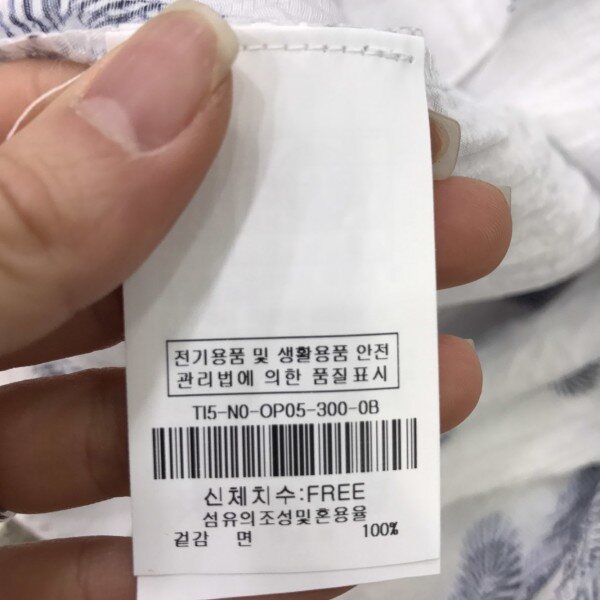 전기용품 및 생활용품 안전
관리법에 의한 품질표시
TI5-N0-OP05-300-0B
신체치수:FREE
섬유의조성및혼용율
겉감 면 100%